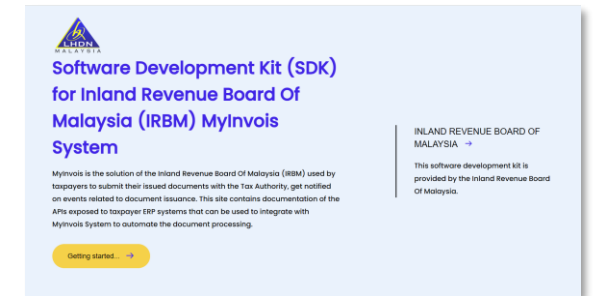 LHDN
MALAYSIA
Software Development Kit (SDK)
for Inland Revenue Board Of
Malaysia (IRBM) MyInvois
System
MyInvois is the solution of the Inland Revenue Board Of Malaysia (IRBM) used by
taxpayers to submit their issued documents with the Tax Authority, get notified
on events related to document issuance. This site contains documentation of the
APIs exposed to taxpayer ERP systems that can be used to integrate with
MyInvois System to automate the document processing.
Getting started... →
INLAND REVENUE BOARD OF
MALAYSIA →
This software development kit is
provided by the Inland Revenue Board
Of Malaysia.